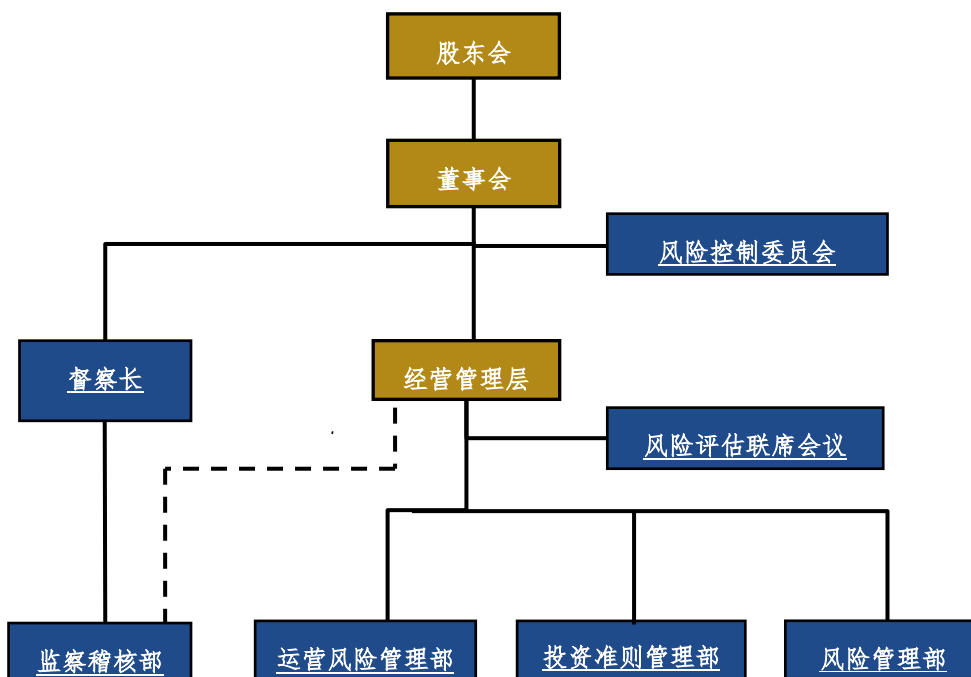 股东会
董事会
风险控制委员会
督察长
经营管理层
风险评估联席会议
监察稽核部
运营风险管理部
投资准则管理部
风险管理部